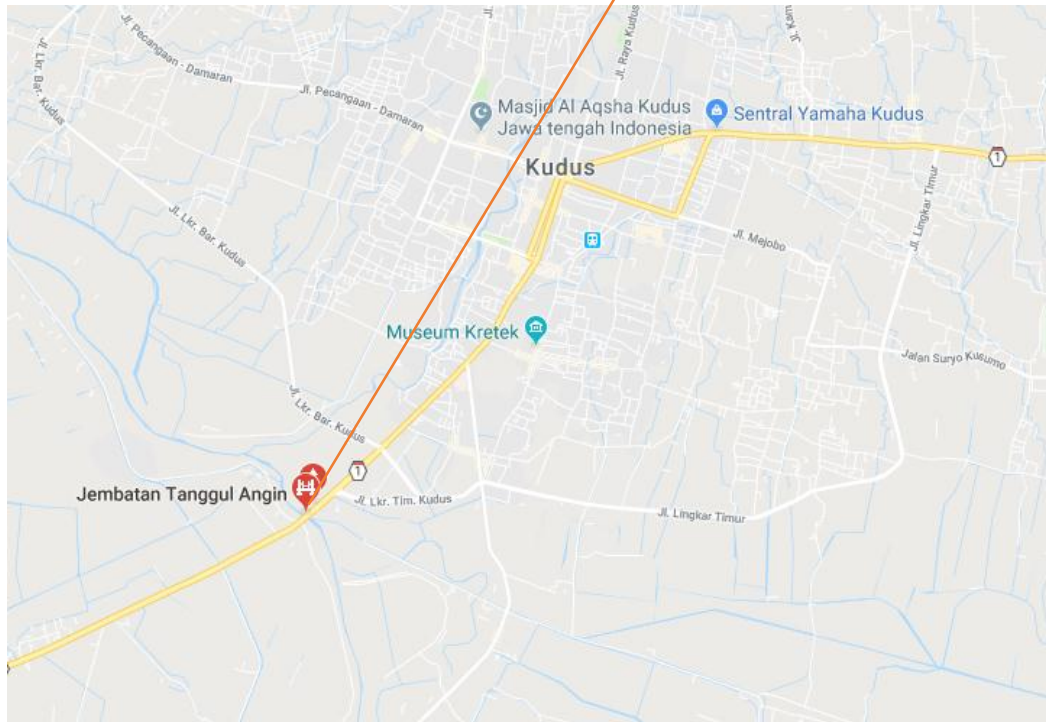 Jl. Pecangaan - Damaran
Jl. Lkr. Bar. Kudus
Jl. Raya Kudus
Jl. Pecangaan - Damaran
Masjid Al Aqsha Kudus
Jawa tengah Indonesia
Sentral Yamaha Kudus
1
Kudus
Jl. Lkr. Bar. Kudus
Jl. Mejobo
Jl. Lingkar Timur
Museum Kretek
Jalan Suryo Kusumo
Jl. Lkr. Bar. Kudus
1
Jembatan Tanggul Angin
Jl. Lkr. Tim. Kudus
Jl. Lingkar Timur